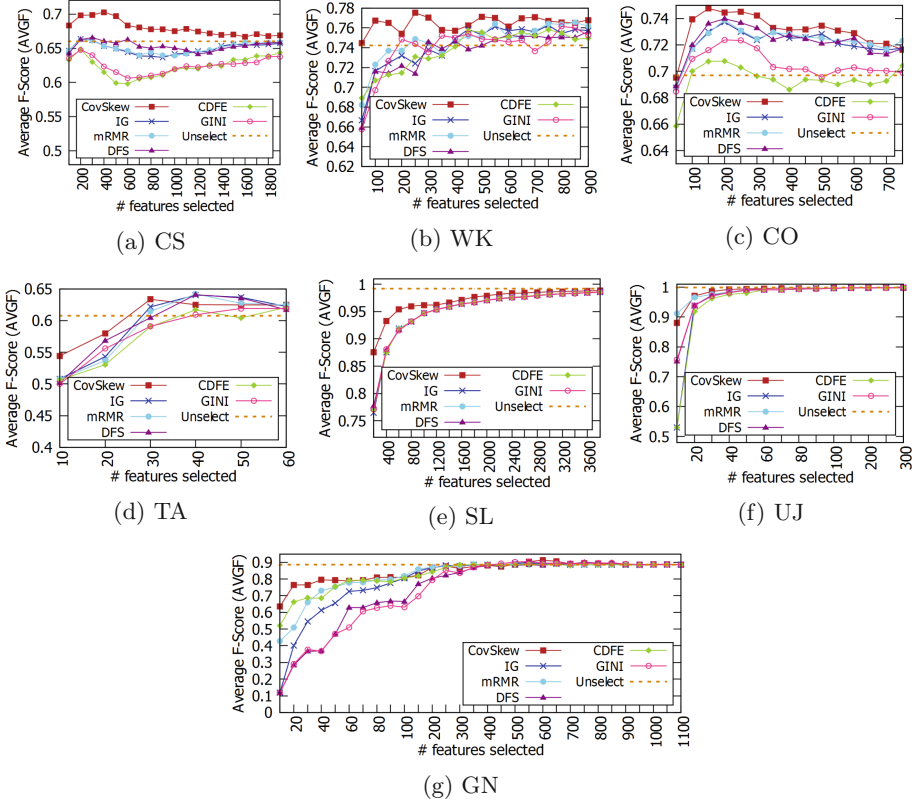 Average F-Score (AVGF)
0.7
0.65
0.6
0.55
0.5
CovSkew
IG
mRMR
DFS
CDFE
GINI
Unselect
200
400
600
800
1000
1200
1400
1600
1800
# features selected
(a) CS
Average F-Score (AVGF)
0.78
0.76
0.74
0.72
0.7
0.68
0.66
0.64
0.62
CovSkew
IG
mRMR
DFS
CDFE
GINI
Unselect
100
200
300
400
500
600
700
800
900
# features selected
(b) WK
Average F-Score (AVGF)
0.74
0.72
0.7
0.68
0.66
0.64
CovSkew
IG
mRMR
DFS
CDFE
GINI
Unselect
100
200
300
400
500
600
700
# features selected
(c) CO
Average F-Score (AVGF)
0.65
0.6
0.55
0.5
0.45
0.4
CovSkew
IG
mRMR
DFS
CDFE
GINI
Unselect
10 20 30 40 50 60
# features selected
(d) TA
Average F-Score (AVGF)
1
0.95
0.9
0.85
0.8
0.75
CovSkew
IG
mRMR
DFS
CDFE
GINI
Unselect
400
800
1200
1600
2000
2400
2800
3200
3600
# features selected
(e) SL
Average F-Score (AVGF)
1
0.9
0.8
0.7
0.6
0.5
CovSkew
IG
mRMR
DFS
CDFE
GINI
Unselect
20
40
60
80
100
200
300
# features selected
(f) UJ
Average F-Score (AVGF)
0.9
0.8
0.7
0.6
0.5
0.4
0.3
0.2
0.1
0
CovSkew
IG
mRMR
DFS
CDFE
GINI
Unselect
20
40
60
80
100
200
300
400
500
600
700
800
900
1000
1100
# features selected
(g) GN